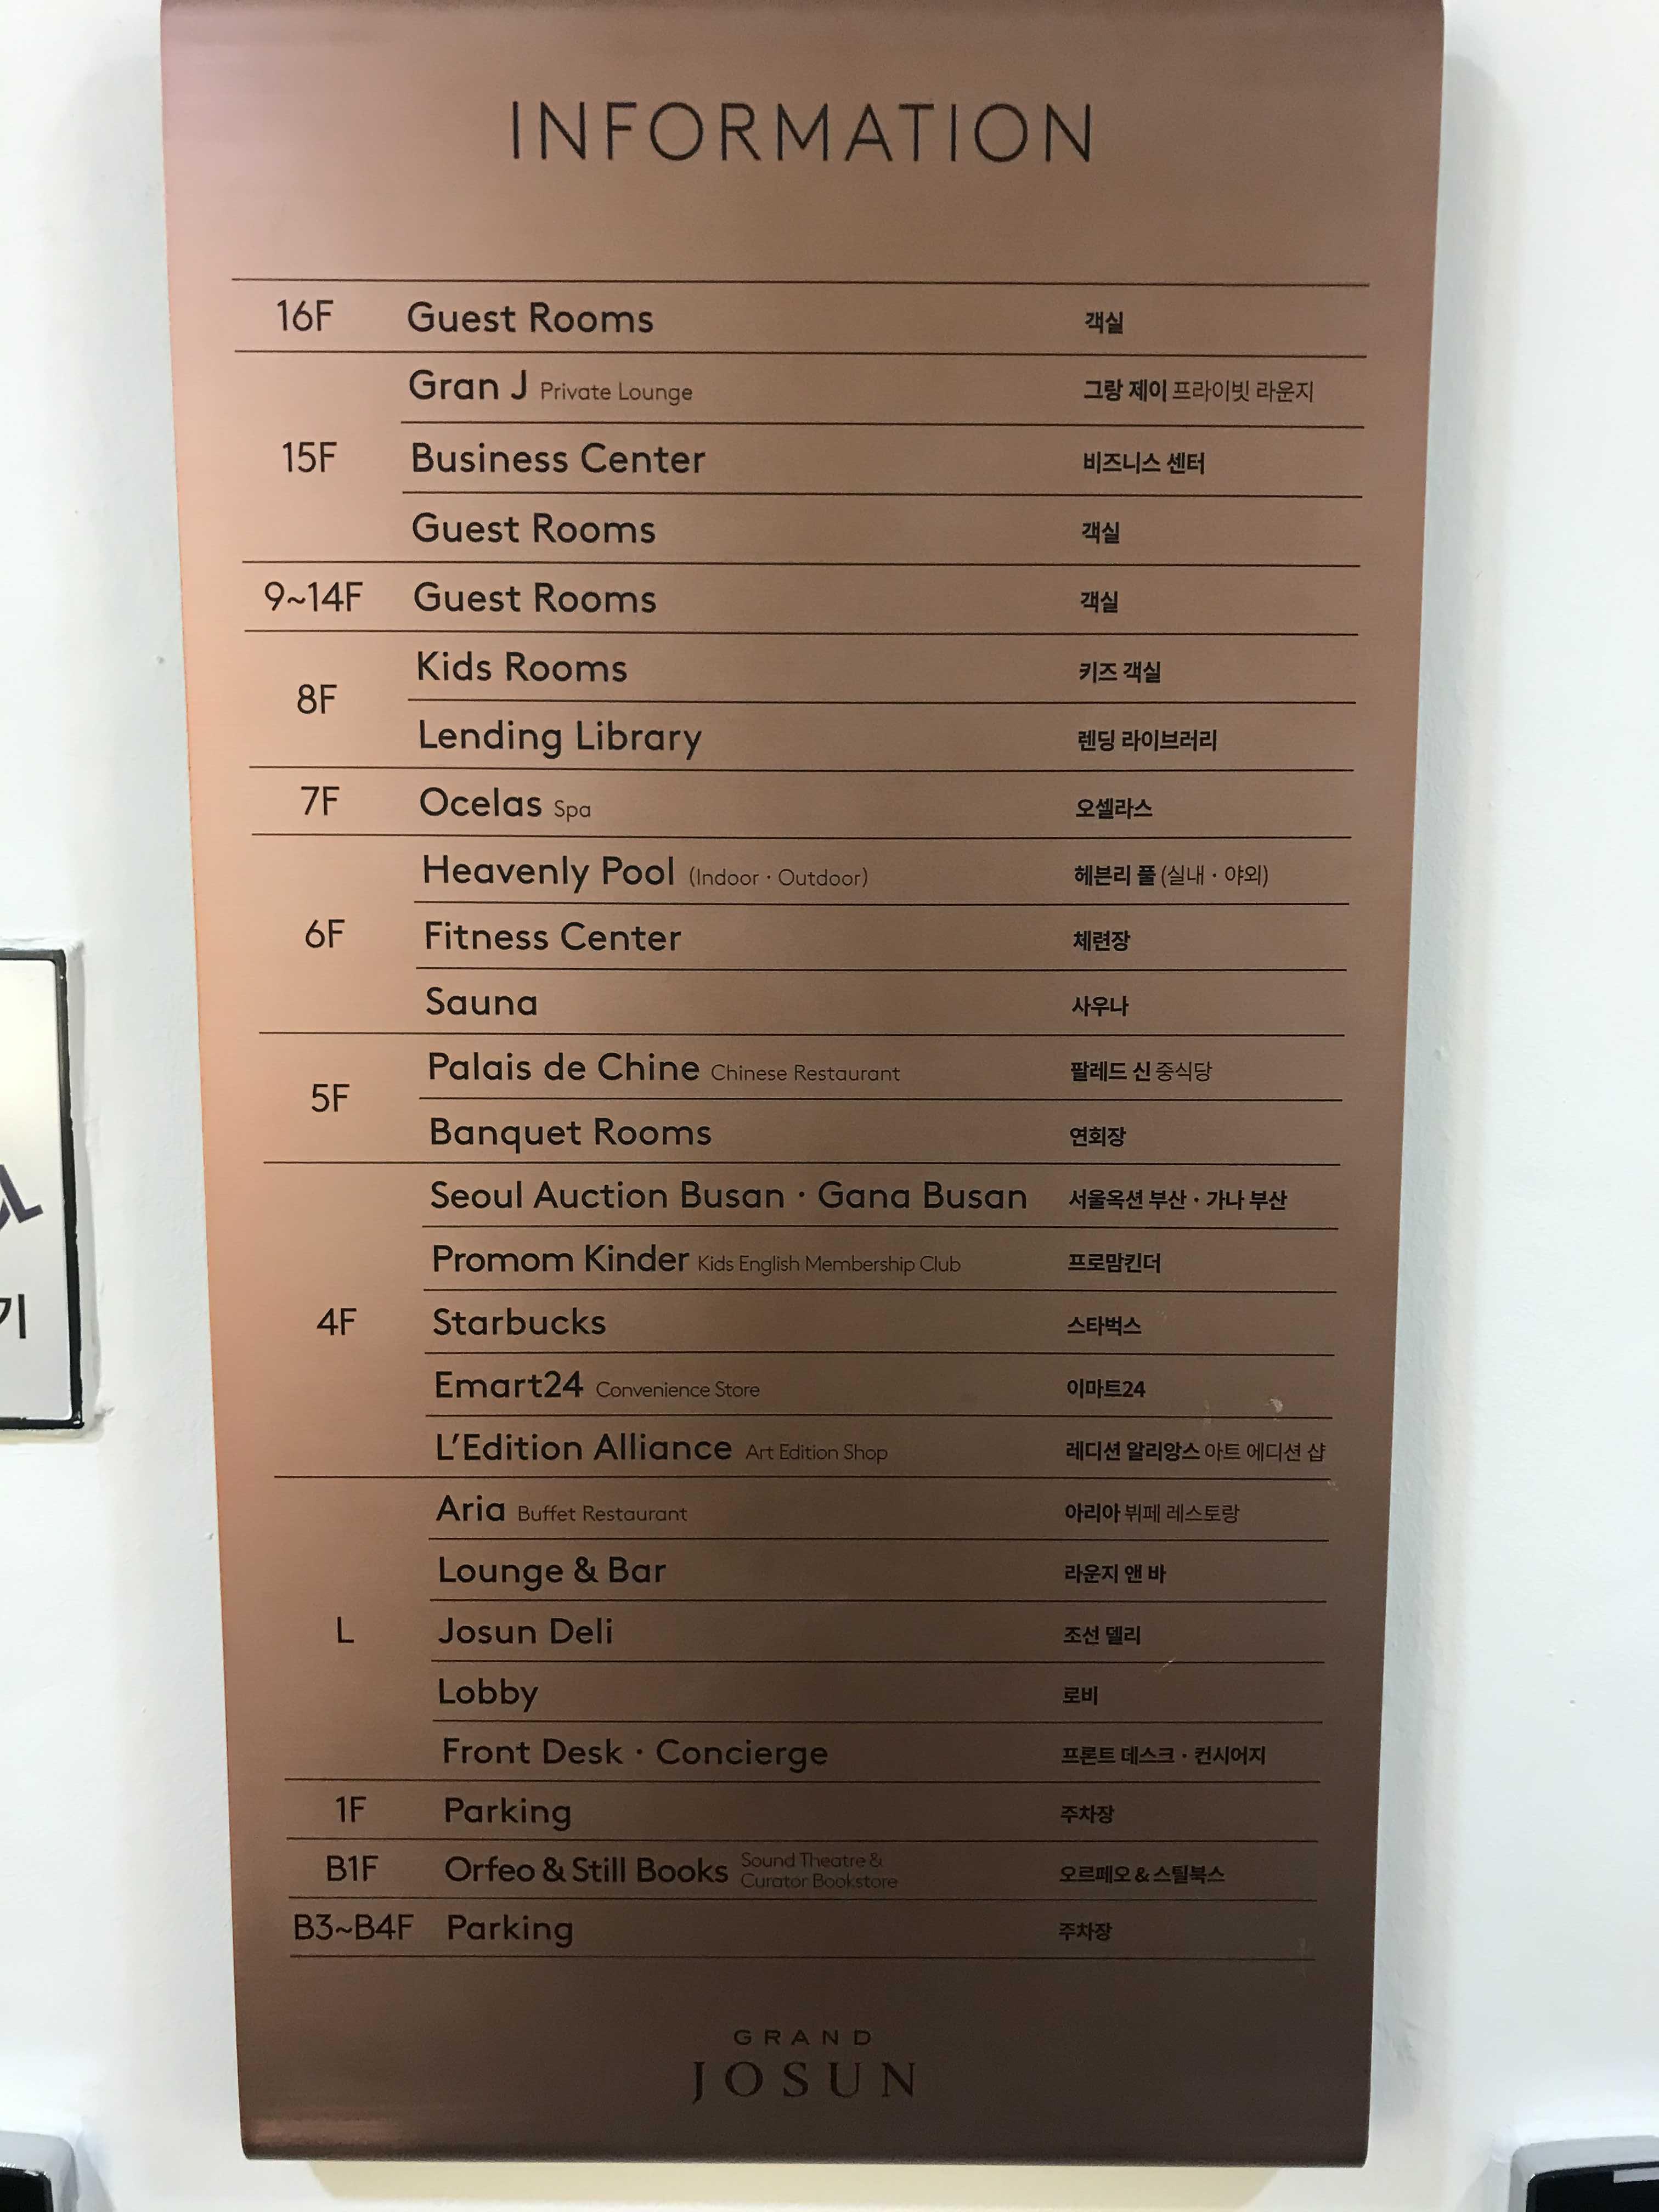 INFORMATION
16F Guest Rooms 객실
Gran J Private Lounge 그랑 제이 프라이빗 라운지
15F Business Center 비즈니스 센터
Guest Rooms 객실
9~14F Guest Rooms 객실
Kids Rooms 키즈 객실
8F
Lending Library 렌딩 라이브러리
7F Ocelas Spa 오셀라스
Heavenly Pool (Indoor · Outdoor) 헤븐리 풀 (실내 · 야외)
6F Fitness Center 체련장
Sauna 사우나
Palais de Chine Chinese Restaurant 팔레드 신 중식당
5F
Banquet Rooms 연회장
Seoul Auction Busan · Gana Busan 서울옥션 부산 · 가나 부산
Promom Kinder Kids English Membership Club 프로맘킨더
4F Starbucks 스타벅스
Emart24 Convenience Store 이마트24
L'Edition Alliance Art Edition Shop 레디션 알리앙스 아트 에디션 샵
Aria Buffet Restaurant 아리아 뷔페 레스토랑
Lounge & Bar 라운지 앤 바
L Josun Deli 조선 델리
Lobby 로비
Front Desk · Concierge 프론트 데스크 · 컨시어지
1F Parking 주차장
B1F Orfeo & Still Books Sound Theatre & 오르페오 & 스틸북스
Curator Bookstore
B3~B4F Parking 주차장
GRAND
JOSUN
기